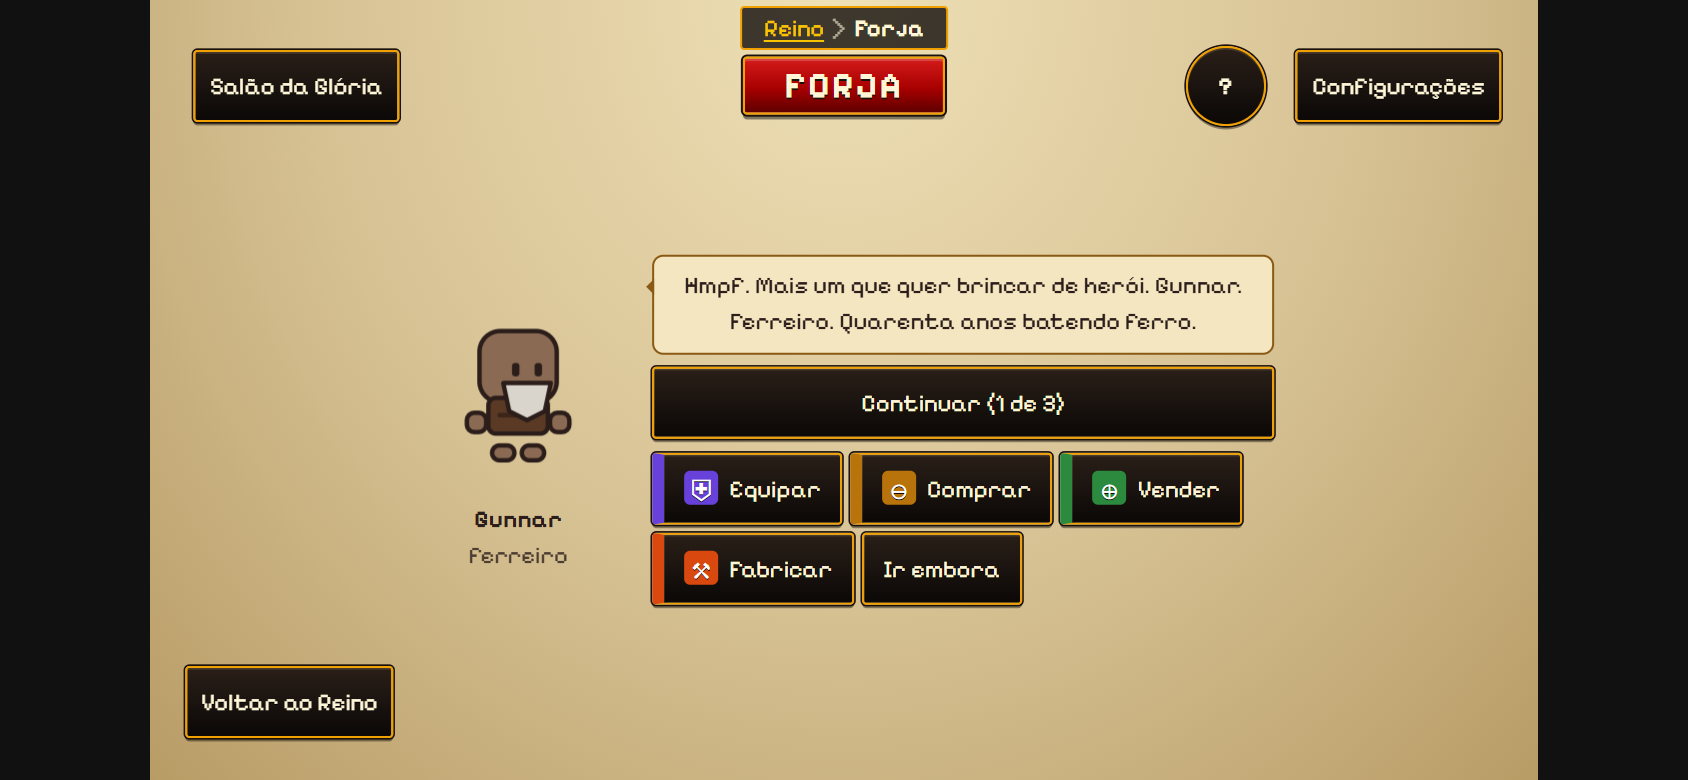 Reino > Forja
Salão da Glória
FORJA
?
Configurações
Hmpf. Mais um que quer brincar de herói. Gunnar.
Ferreiro. Quarenta anos batendo ferro.
Continuar (1 de 3)
Equipar
Comprar
Vender
Gunnar
Ferreiro
Fabricar
Ir embora
Voltar ao Reino